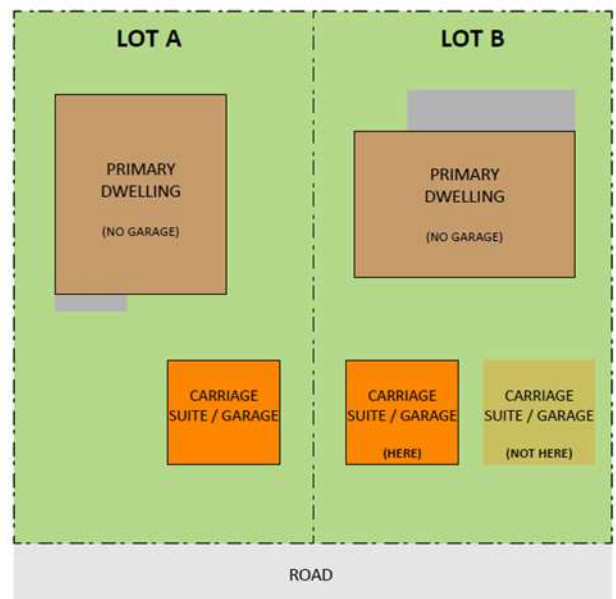 LOT A
LOT B
PRIMARY
DWELLING
(NO GARAGE)
PRIMARY
DWELLING
(NO GARAGE)
CARRIAGE
SUITE / GARAGE
CARRIAGE
SUITE / GARAGE
(HERE)
CARRIAGE
SUITE / GARAGE
(NOT HERE)
ROAD